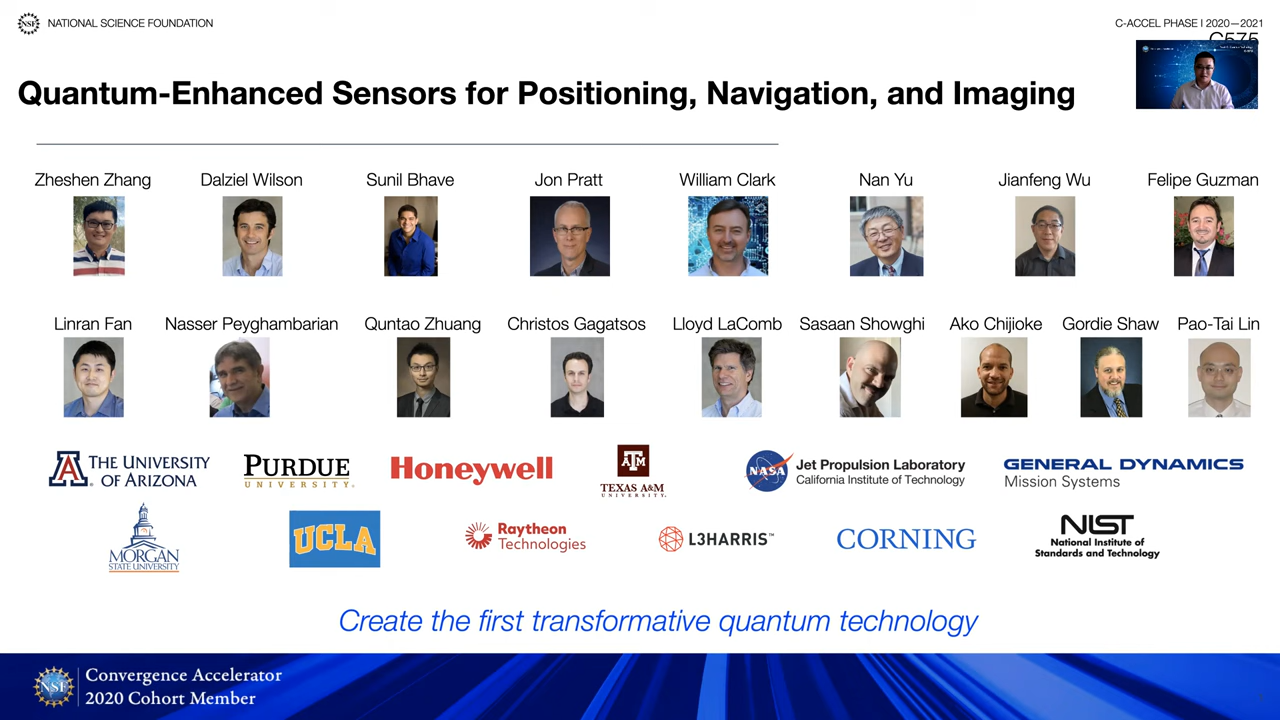 NATIONAL SCIENCE FOUNDATION
C-ACCEL PHASE I 2020—2021
C575
Quantum-Enhanced Sensors for Positioning, Navigation, and Imaging
Zheshen Zhang Dalziel Wilson Sunil Bhave Jon Pratt William Clark Nan Yu Jianfeng Wu Felipe Guzman
Linran Fan Nasser Peyghambarian Quntao Zhuang Christos Gagatsos Lloyd LaComb Sasaan Showghi Ako Chijioke Gordie Shaw Pao-Tai Lin
A THE UNIVERSITY
OF ARIZONA
PURDUE
UNIVERSITY
Honeywell
ATM
TEXAS A&M
UNIVERSITY
NASA
Jet Propulsion Laboratory
California Institute of Technology
GENERAL DYNAMICS
Mission Systems
MORGAN
STATE UNIVERSITY
UCLA
Raytheon
Technologies
L3HARRIS™
CORNING
NIST
National Institute of
Standards and Technology
Create the first transformative quantum technology
NSF
Convergence Accelerator
2020 Cohort Member